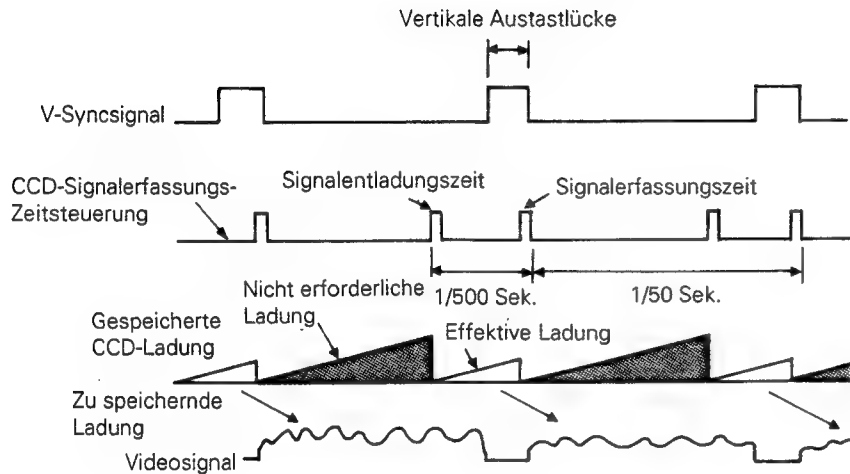 Vertikale Austastlücke
V-Syncsignal
CCD-Signalerfassungs-
Zeitsteuerung
Signalentladungszeit
Signalerfassungszeit
1/500 Sek.
1/50 Sek.
Nicht erforderliche
Ladung
Gespeicherte
CCD-Ladung
Effektive Ladung
Zu speichernde
Ladung
Videosignal